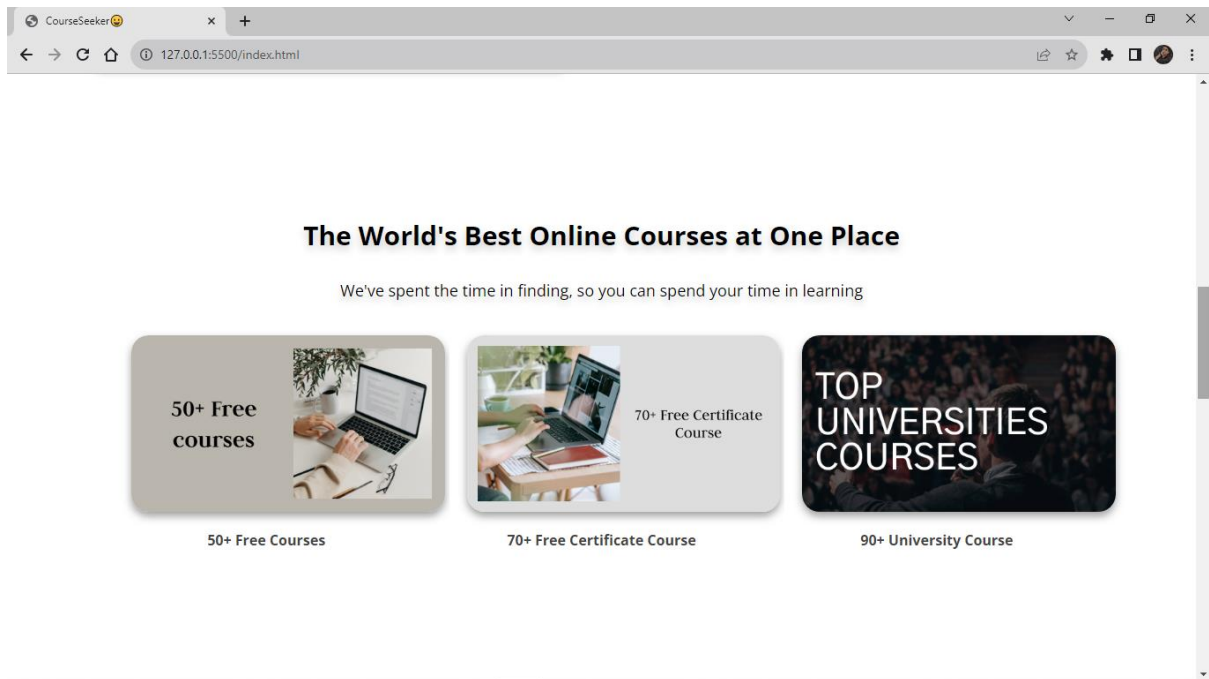 CourseSeeker😀
127.0.0.1:5500/index.html
The World's Best Online Courses at One Place
We've spent the time in finding, so you can spend your time in learning
50+ Free
courses
70+ Free Certificate
Course
TOP
UNIVERSITIES
COURSES
50+ Free Courses
70+ Free Certificate Course
90+ University Course